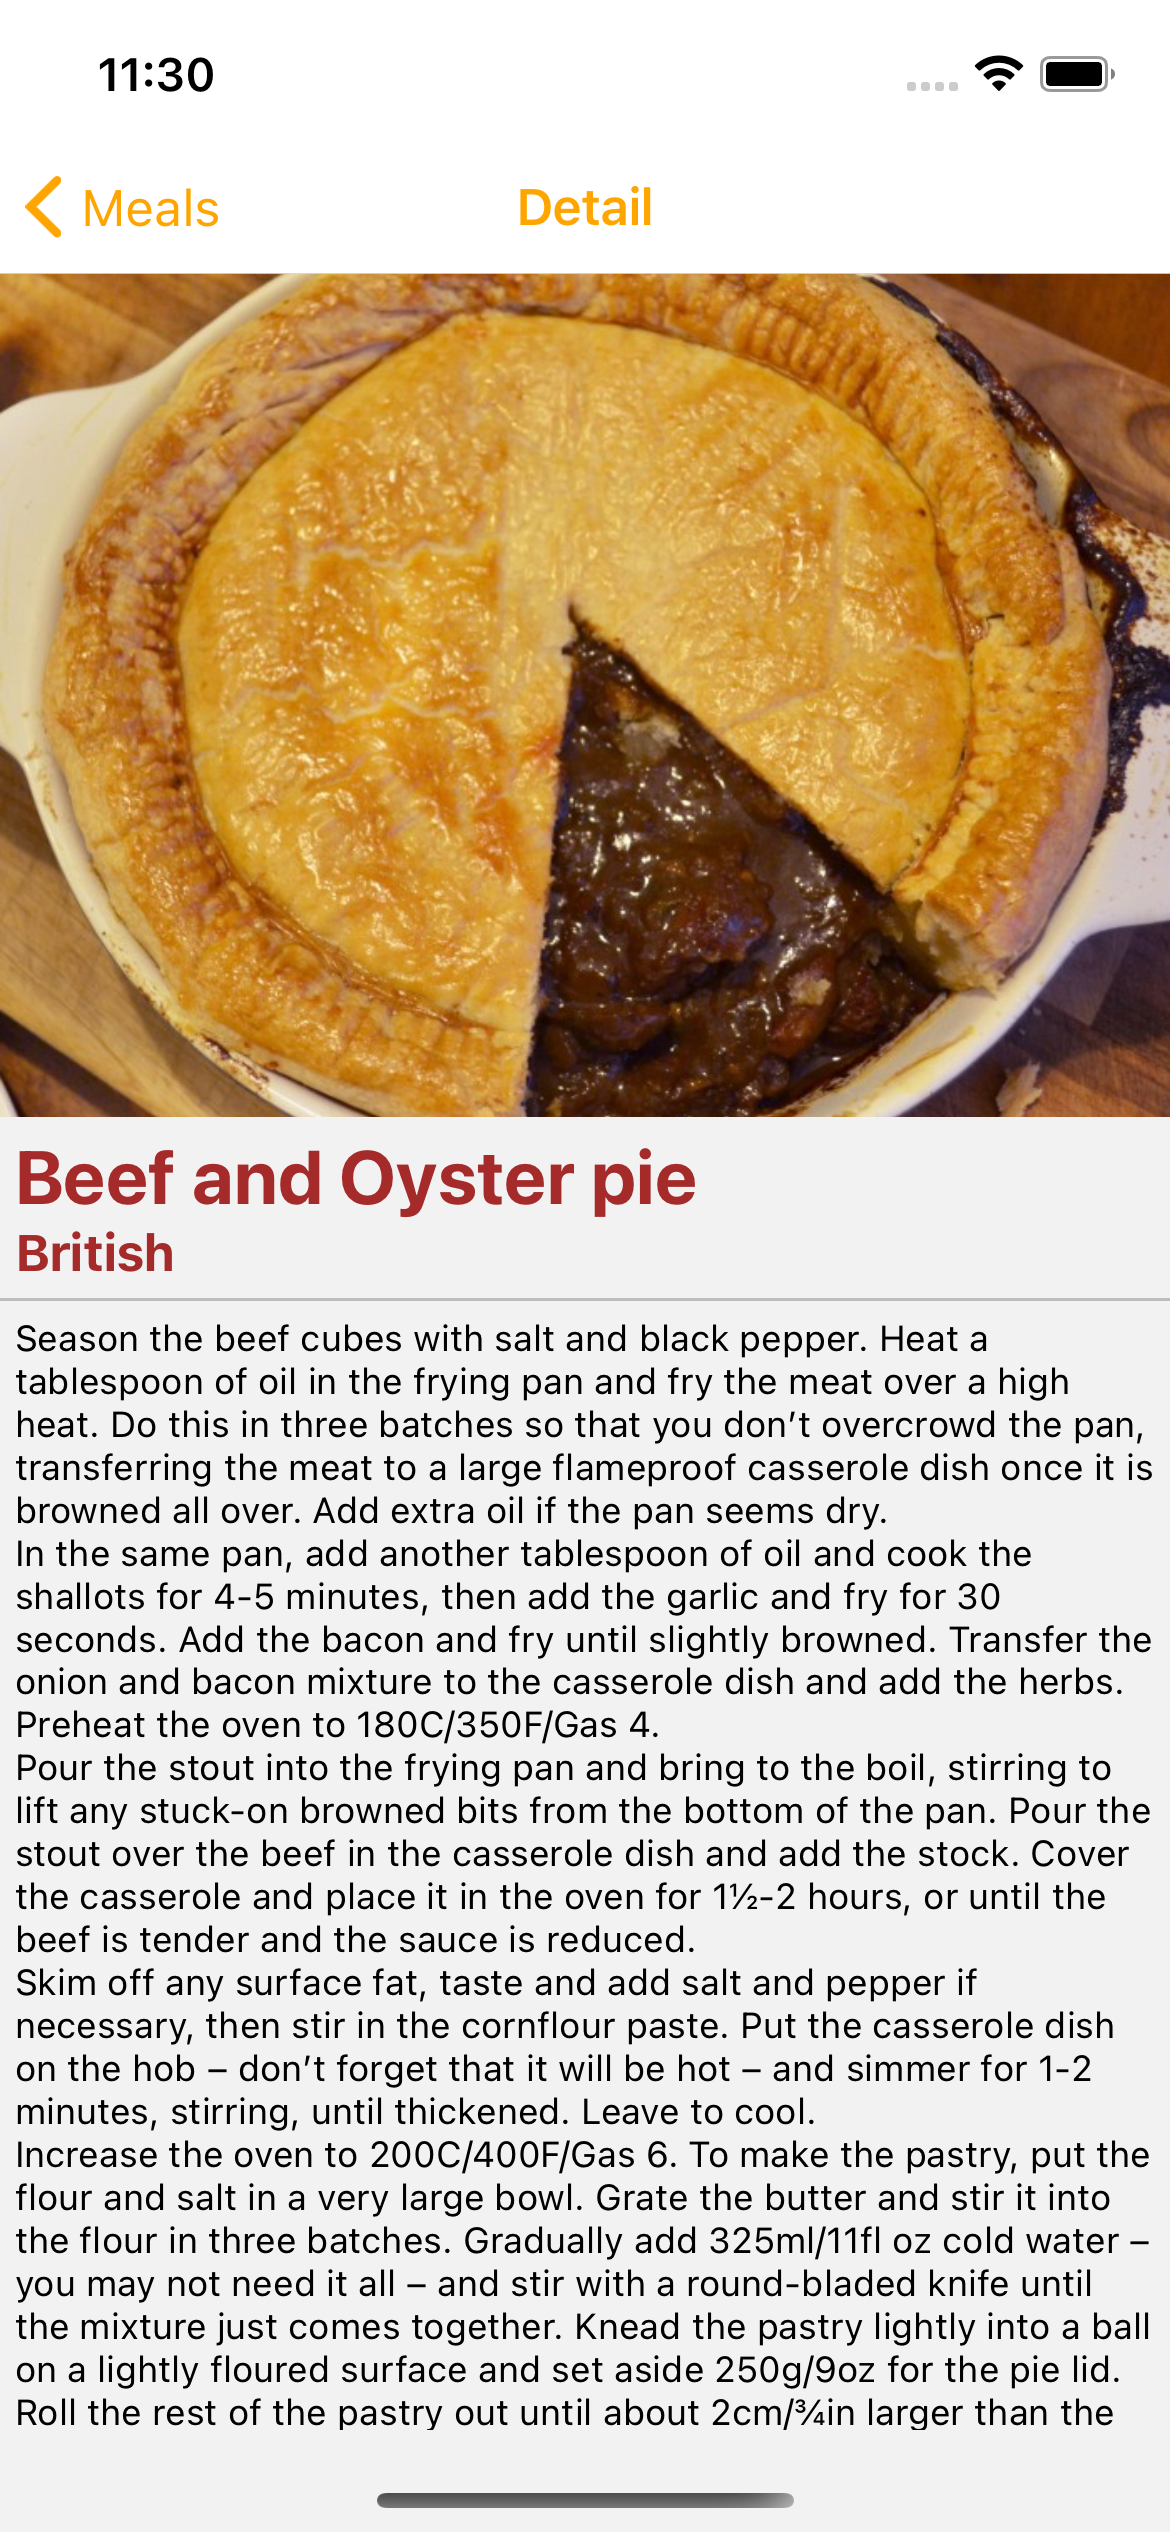 11:30
Meals
Detail
Beef and Oyster pie
British
Season the beef cubes with salt and black pepper. Heat a
tablespoon of oil in the frying pan and fry the meat over a high
heat. Do this in three batches so that you don’t overcrowd the pan,
transferring the meat to a large flameproof casserole dish once it is
browned all over. Add extra oil if the pan seems dry.
In the same pan, add another tablespoon of oil and cook the
shallots for 4-5 minutes, then add the garlic and fry for 30
seconds. Add the bacon and fry until slightly browned. Transfer the
onion and bacon mixture to the casserole dish and add the herbs.
Preheat the oven to 180C/350F/Gas 4.
Pour the stout into the frying pan and bring to the boil, stirring to
lift any stuck-on browned bits from the bottom of the pan. Pour the
stout over the beef in the casserole dish and add the stock. Cover
the casserole and place it in the oven for 1½-2 hours, or until the
beef is tender and the sauce is reduced.
Skim off any surface fat, taste and add salt and pepper if
necessary, then stir in the cornflour paste. Put the casserole dish
on the hob – don’t forget that it will be hot – and simmer for 1-2
minutes, stirring, until thickened. Leave to cool.
Increase the oven to 200C/400F/Gas 6. To make the pastry, put the
flour and salt in a very large bowl. Grate the butter and stir it into
the flour in three batches. Gradually add 325ml/11fl oz cold water –
you may not need it all – and stir with a round-bladed knife until
the mixture just comes together. Knead the pastry lightly into a ball
on a lightly floured surface and set aside 250g/9oz for the pie lid.
Roll the rest of the pastry out until about 2cm/¾in larger than the